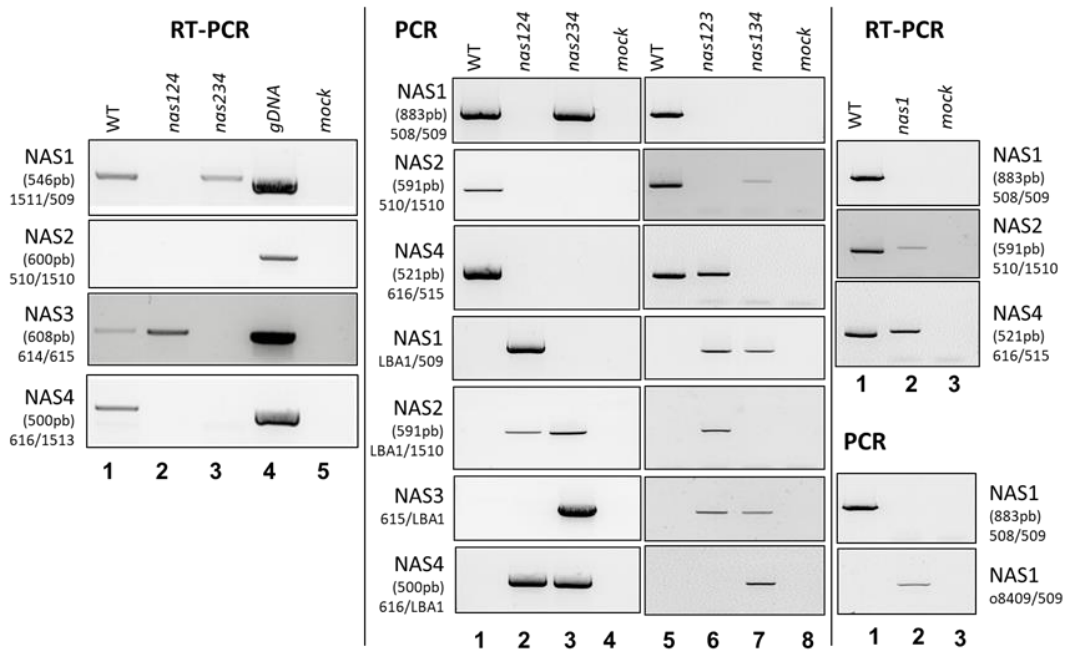 RT-PCR
WT
nas124
nas234
gDNA
mock
NAS1
(546pb)
1511/509
NAS2
(600pb)
510/1510
NAS3
(608pb)
614/615
NAS4
(500pb)
616/1513
1 2 3 4 5
PCR
WT
nas124
nas234
mock
WT
nas123
nas134
mock
NAS1
(883pb)
508/509
NAS2
(591pb)
510/1510
NAS4
(521pb)
616/515
NAS1
LBA1/509
NAS2
(591pb)
LBA1/1510
NAS3
615/LBA1
NAS4
(500pb)
616/LBA1
1 2 3 4 5 6 7 8
RT-PCR
WT
nas1
mock
NAS1
(883pb)
508/509
NAS2
(591pb)
510/1510
NAS4
(521pb)
616/515
1 2 3
PCR
NAS1
(883pb)
508/509
NAS1
o8409/509
1 2 3